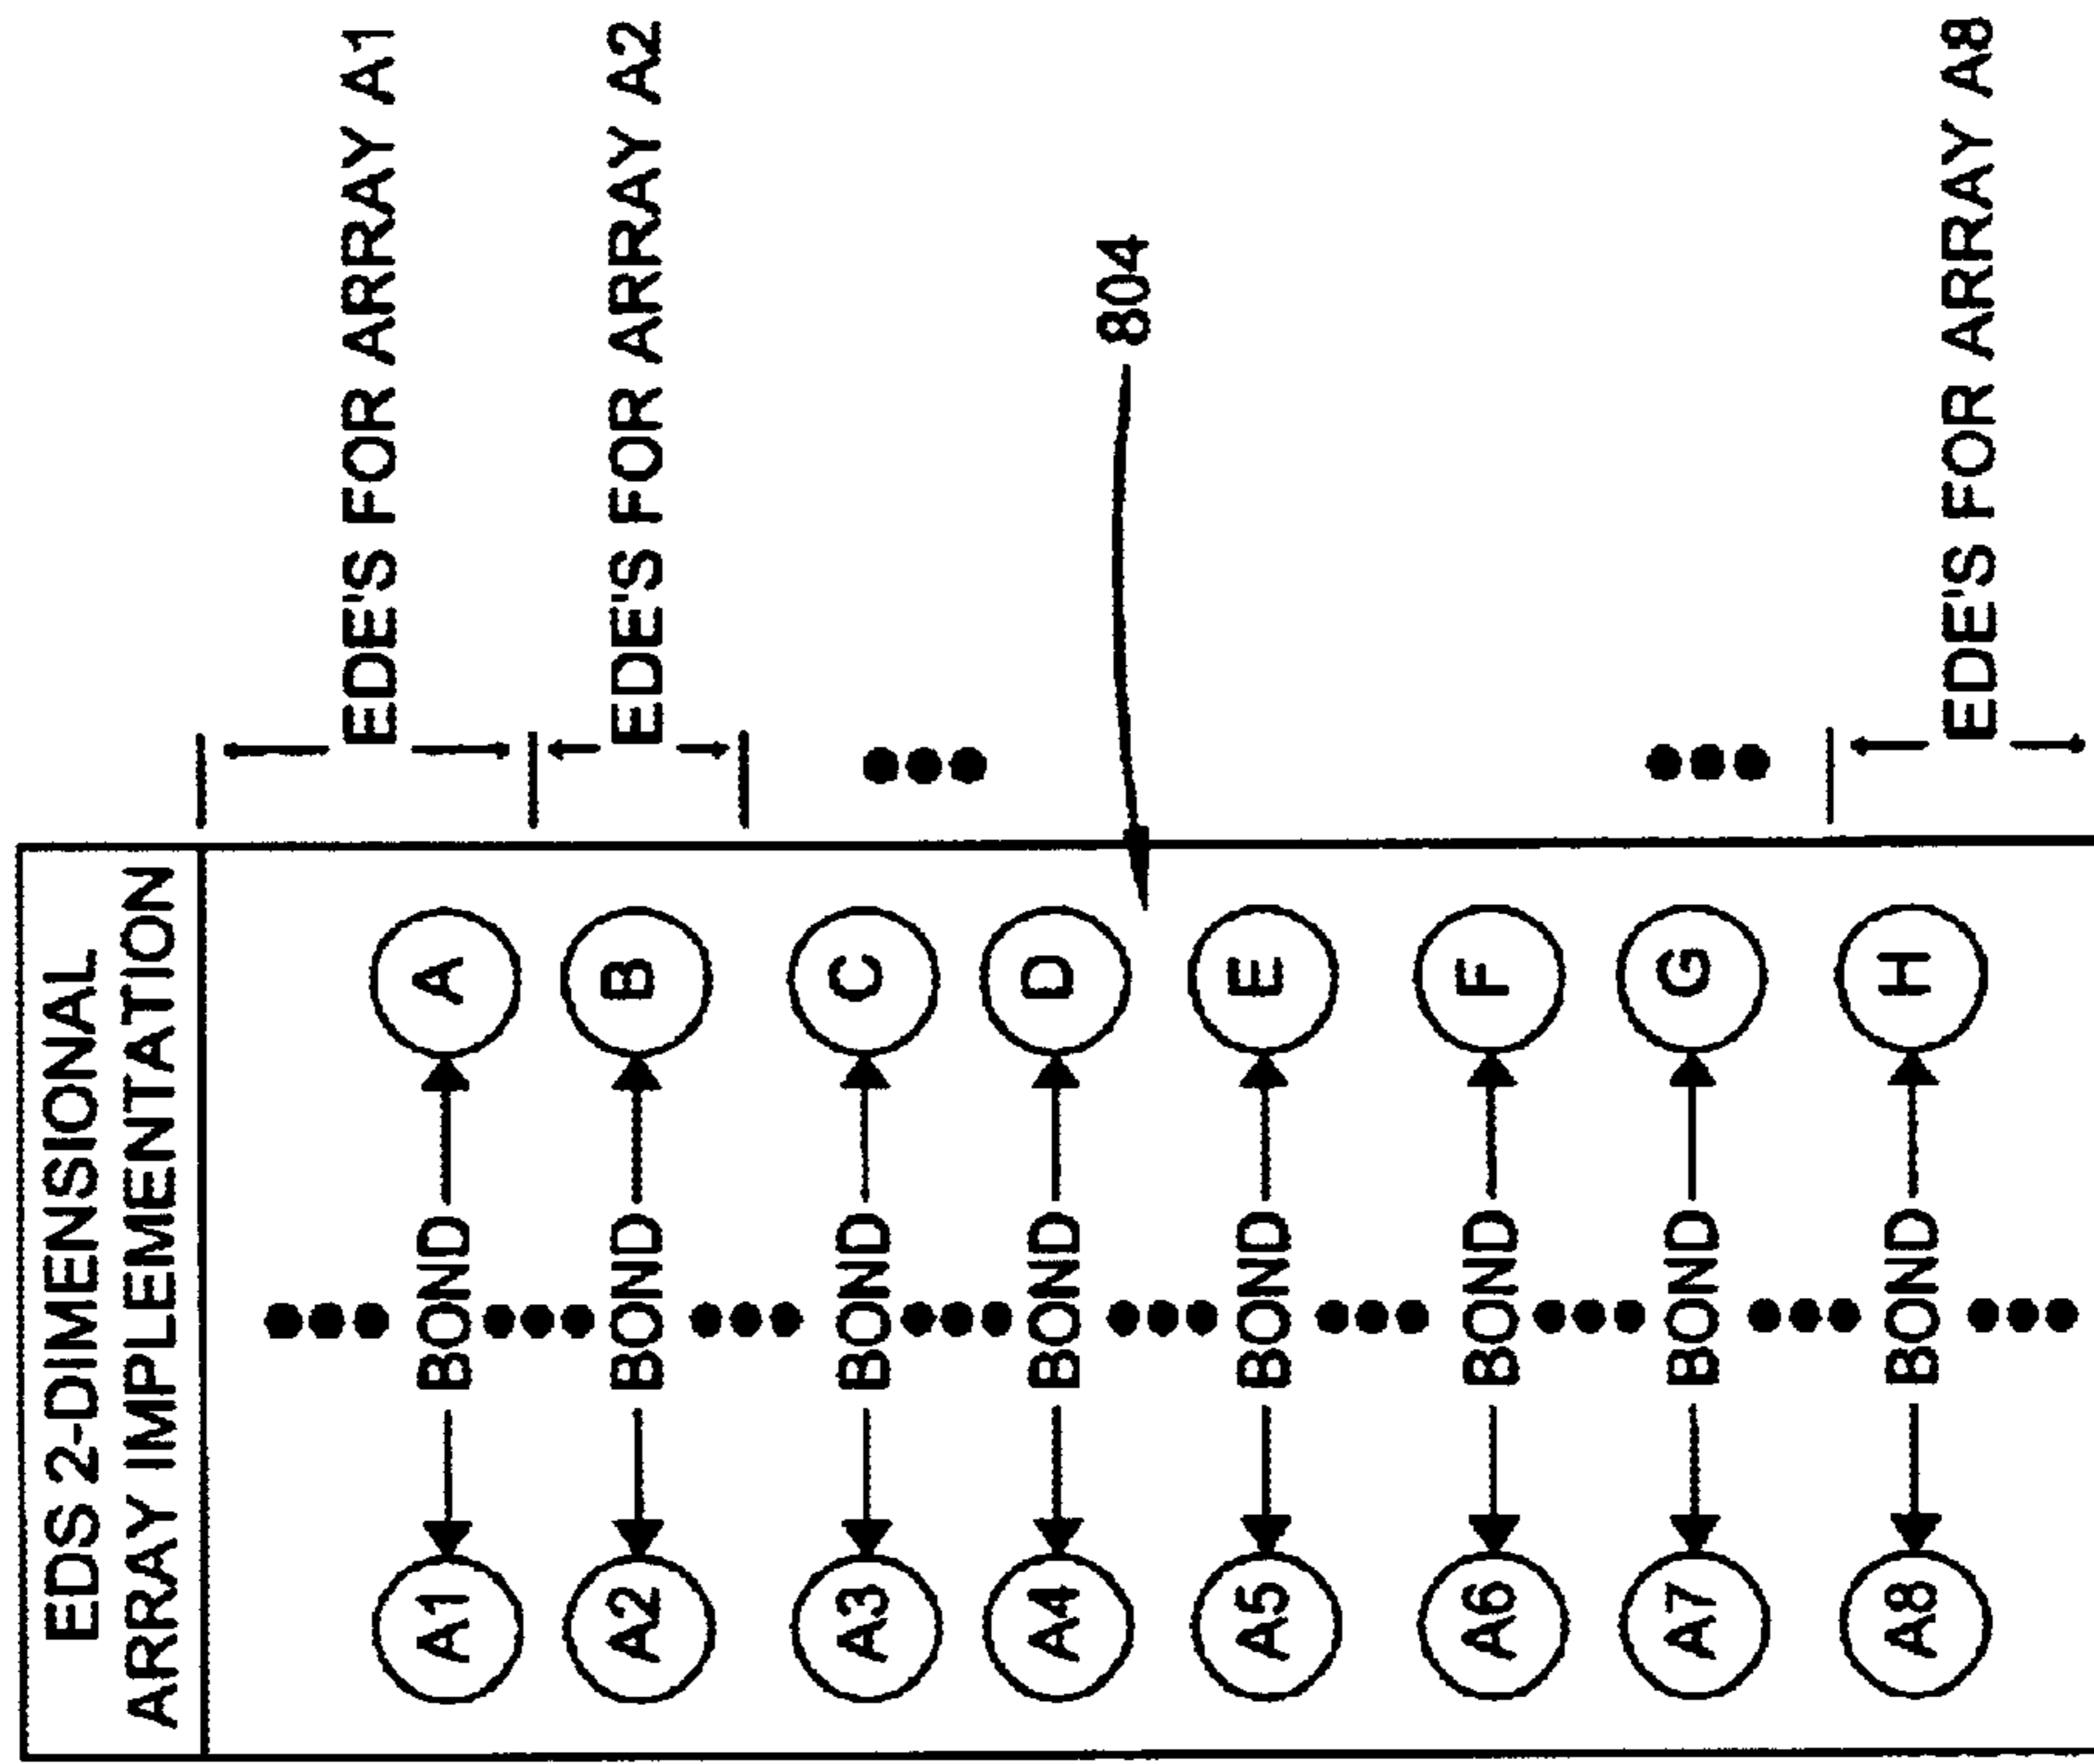 EDS 2-DIMENSIONAL
ARRAY IMPLEMENTATION
A1 BOND A
EDE'S FOR ARRAY A1
A2 BOND B
EDE'S FOR ARRAY A2
A3 BOND C
A4 BOND D
804
A5 BOND E
A6 BOND F
A7 BOND G
A8 BOND H
EDE'S FOR ARRAY A8